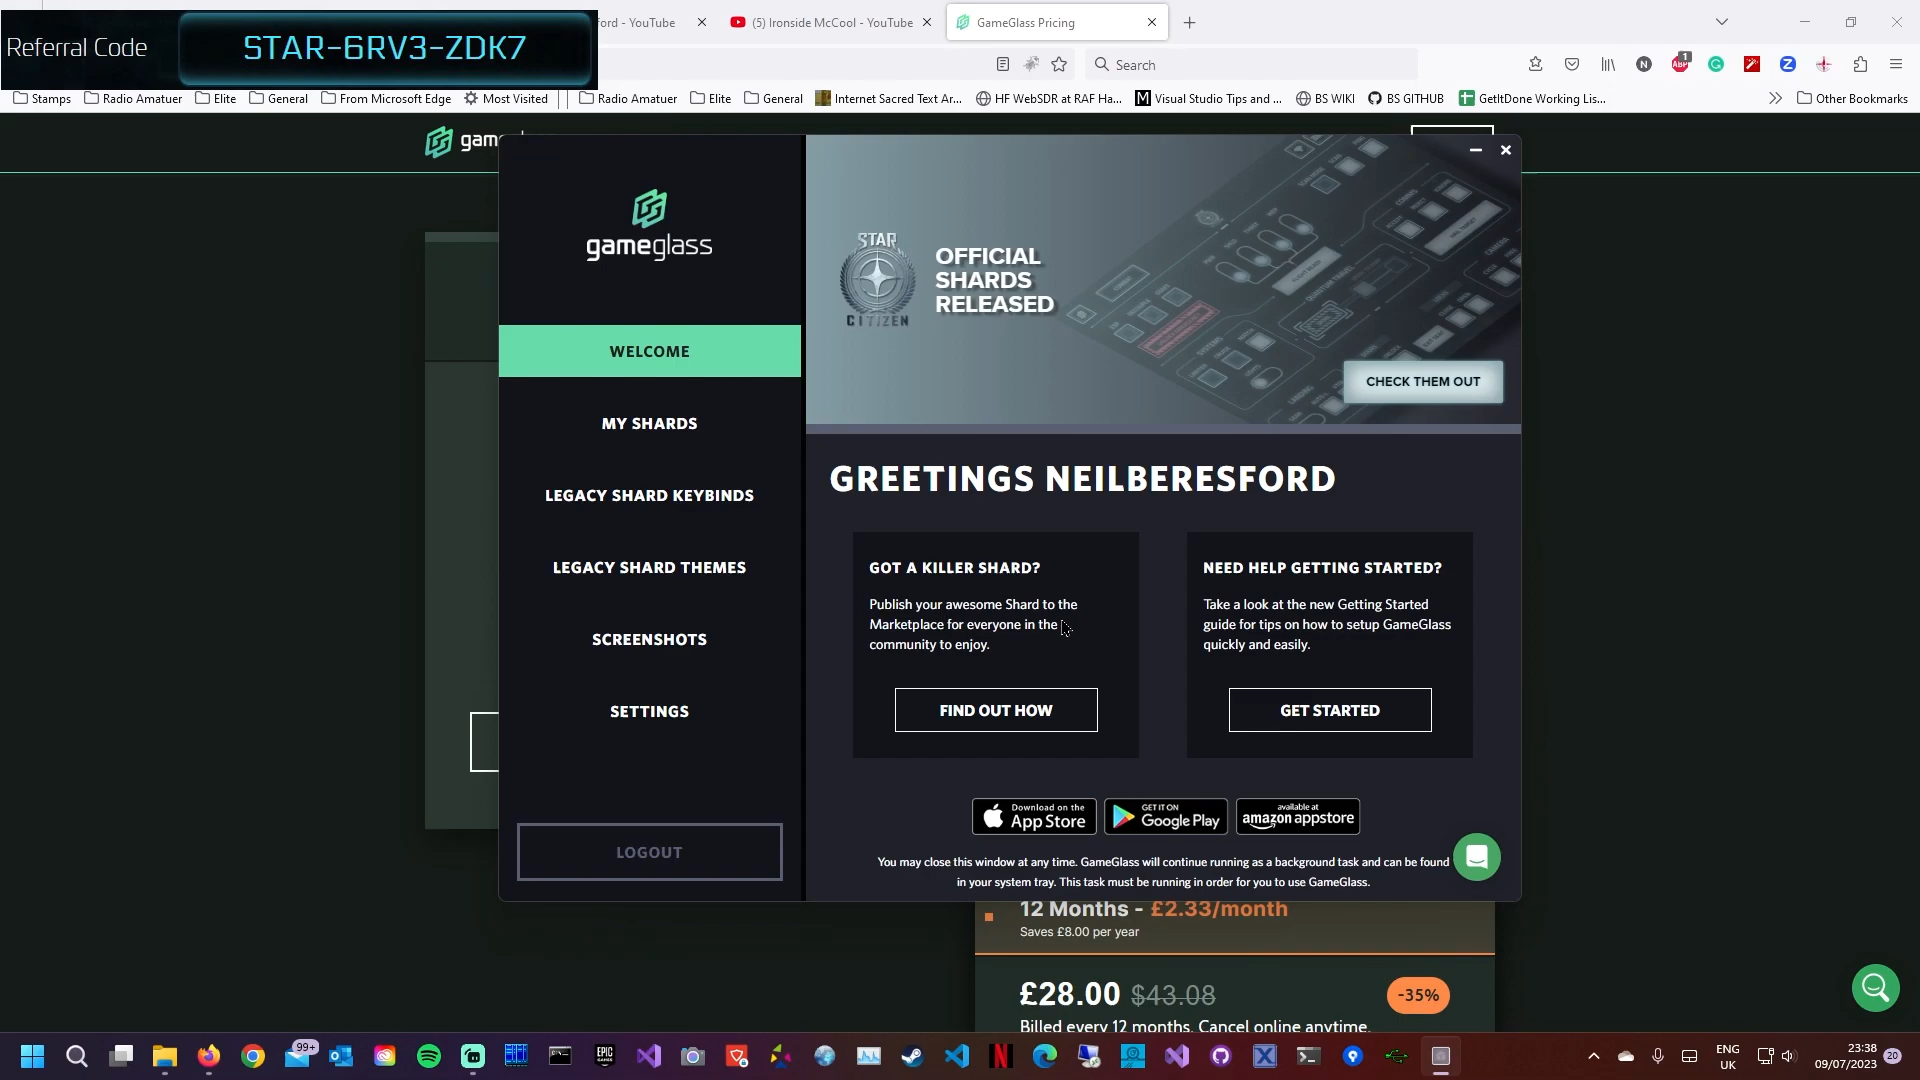 Referral Code
STAR-6RV3-ZDK7
ford - YouTube
(5) Ironside McCool - YouTube
GameGlass Pricing
Search
Stamps
Radio Amatuer
Elite
General
From Microsoft Edge
Most Visited
Radio Amatuer
Elite
General
Internet Sacred Text Ar...
HF WebSDR at RAF Ha...
Visual Studio Tips and ...
BS WIKI
BS GITHUB
GetItDone Working Lis...
Other Bookmarks
gameglass
WELCOME
MY SHARDS
LEGACY SHARD KEYBINDS
LEGACY SHARD THEMES
SCREENSHOTS
SETTINGS
LOGOUT
STAR
CITIZEN
OFFICIAL
SHARDS
RELEASED
CHECK THEM OUT
GREETINGS NEILBERESFORD
GOT A KILLER SHARD?
Publish your awesome Shard to the
Marketplace for everyone in the
community to enjoy.
FIND OUT HOW
NEED HELP GETTING STARTED?
Take a look at the new Getting Started
guide for tips on how to setup GameGlass
quickly and easily.
GET STARTED
Download on the
App Store
GET IT ON
Google Play
available at
amazon appstore
You may close this window at any time. GameGlass will continue running as a background task and can be found
in your system tray. This task must be running in order for you to use GameGlass.
12 Months - £2.33/month
Saves £8.00 per year
£28.00 $43.08
-35%
Billed every 12 months. Cancel online anytime.
99+
EPIC
ENG
UK
23:38
09/07/2023
20